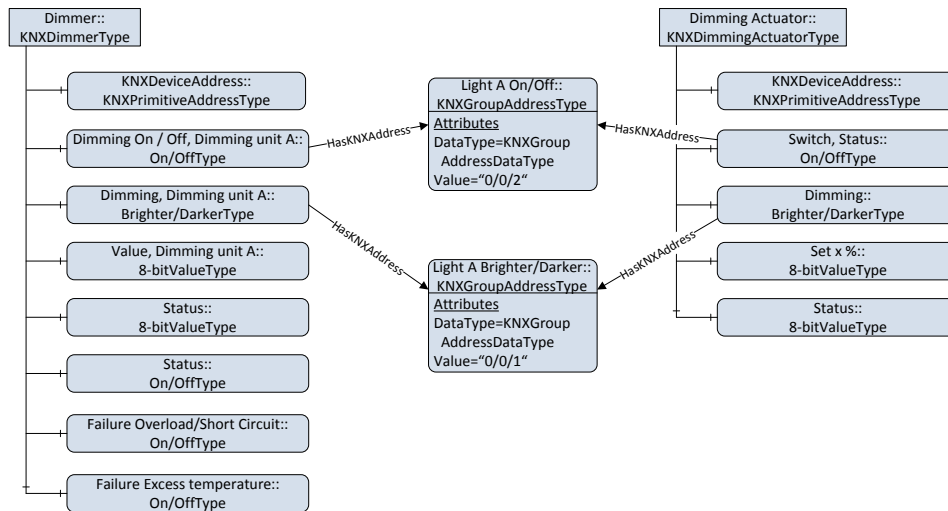 Dimmer::
KNXDimmerType
KNXDeviceAddress::
KNXPrimitiveAddressType
Dimming On / Off, Dimming unit A::
On/OffType
Dimming, Dimming unit A::
Brighter/DarkerType
Value, Dimming unit A::
8-bitValueType
Status::
8-bitValueType
Status::
On/OffType
Failure Overload/Short Circuit::
On/OffType
Failure Excess temperature::
On/OffType
HasKNXAddress
HasKNXAddress
Light A On/Off::
KNXGroupAddressType
Attributes
DataType=KNXGroup
AddressDataType
Value=“0/0/2“
Light A Brighter/Darker::
KNXGroupAddressType
Attributes
DataType=KNXGroup
AddressDataType
Value=“0/0/1“
HasKNXAddress
HasKNXAddress
Dimming Actuator::
KNXDimmingActuatorType
KNXDeviceAddress::
KNXPrimitiveAddressType
Switch, Status::
On/OffType
Dimming::
Brighter/DarkerType
Set x %::
8-bitValueType
Status::
8-bitValueType